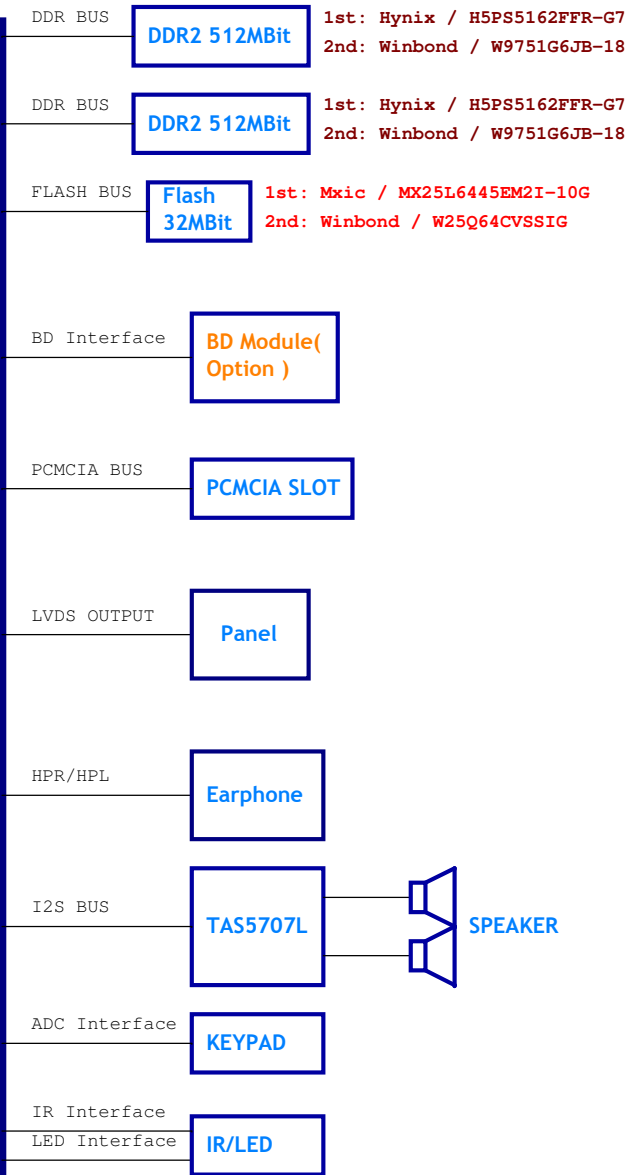 DDR BUS
DDR2 512MBit
1st: Hynix / H5PS5162FFR-G7
2nd: Winbond / W9751G6JB-18
DDR BUS
DDR2 512MBit
1st: Hynix / H5PS5162FFR-G7
2nd: Winbond / W9751G6JB-18
FLASH BUS
Flash
32MBit
1st: Mxic / MX25L6445EM2I-10G
2nd: Winbond / W25Q64CVSSIG
BD Interface
BD Module(
Option )
PCMCIA BUS
PCMCIA SLOT
LVDS OUTPUT
Panel
HPR/HPL
Earphone
I2S BUS
TAS5707L
SPEAKER
ADC Interface
KEYPAD
IR Interface
LED Interface
IR/LED